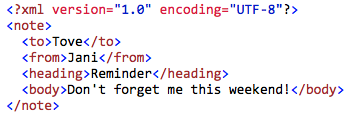 <?xml version="1.0" encoding="UTF-8"?>
<note>
  <to>Tove</to>
  <from>Jani</from>
  <heading>Reminder</heading>
  <body>Don't forget me this weekend!</body>
</note>